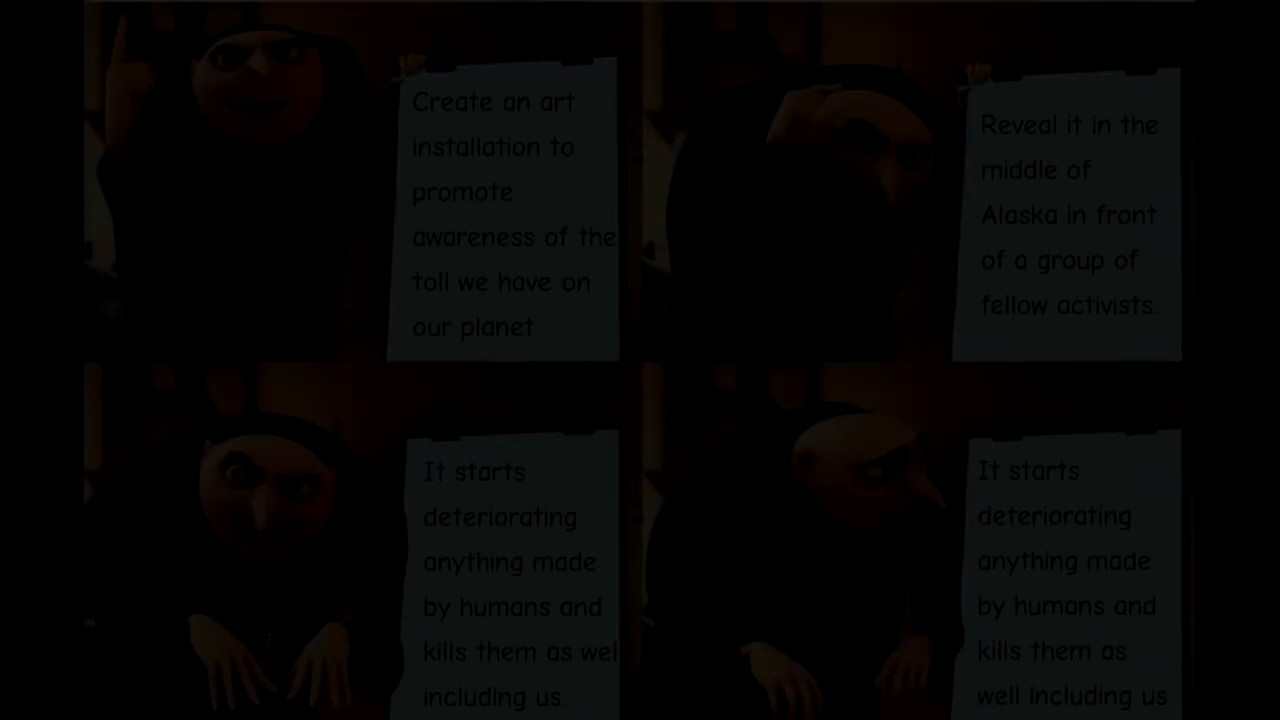 Create an art
installation to
promote
awareness of the
toll we have on
our planet.
Reveal it in the
middle of
Alaska in front
of a group of
fellow activists.
It starts
deteriorating
anything made
by humans and
kills them as wel
including us.
It starts
deteriorating
anything made
by humans and
kills them as
well including us